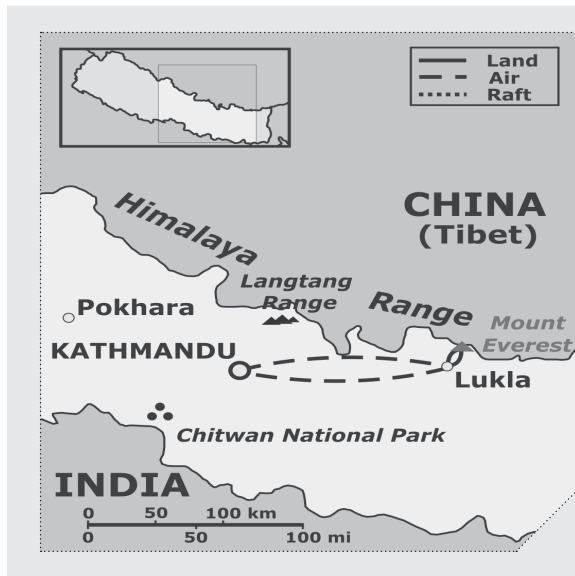 Land
Air
Raft
CHINA
(Tibet)
Himalaya
Range
Langtang
Range
Mount
Everest
Pokhara
KATHMANDU
Lukla
Chitwan National Park
INDIA
0 50 100 km
0 50 100 mi